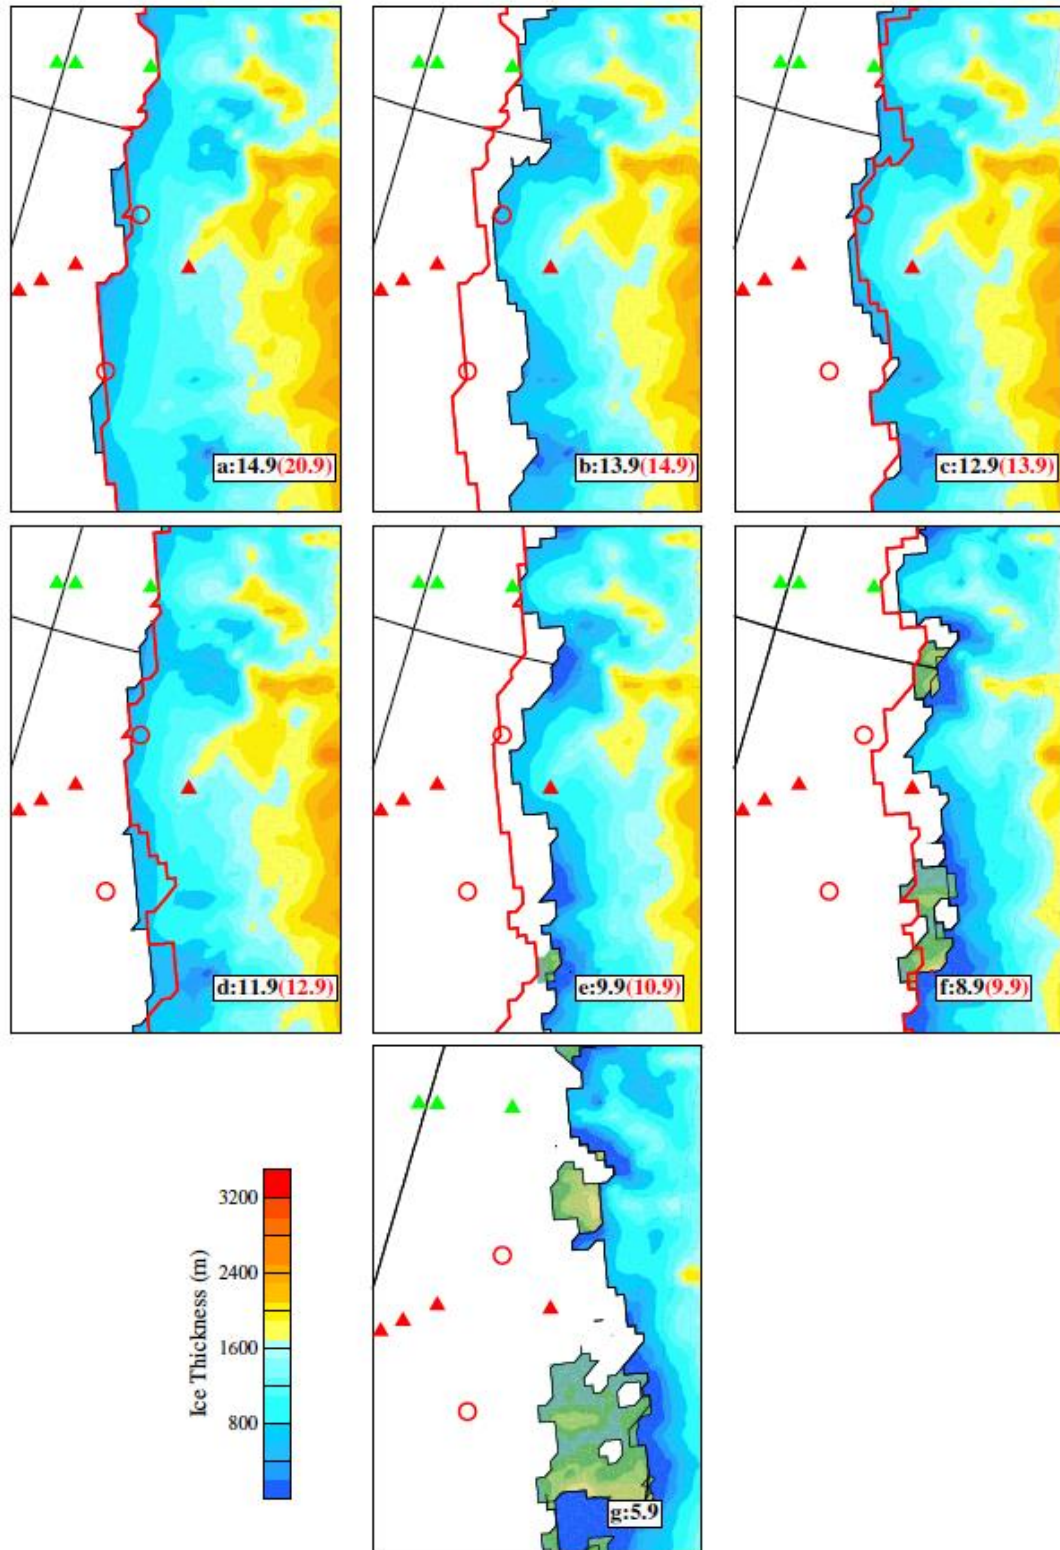 a:14.9(20.9)
b:13.9(14.9)
c:12.9(13.9)
d:11.9(12.9)
e:9.9(10.9)
f:8.9(9.9)
Ice Thickness (m)
3200
2400
1600
800
g:5.9